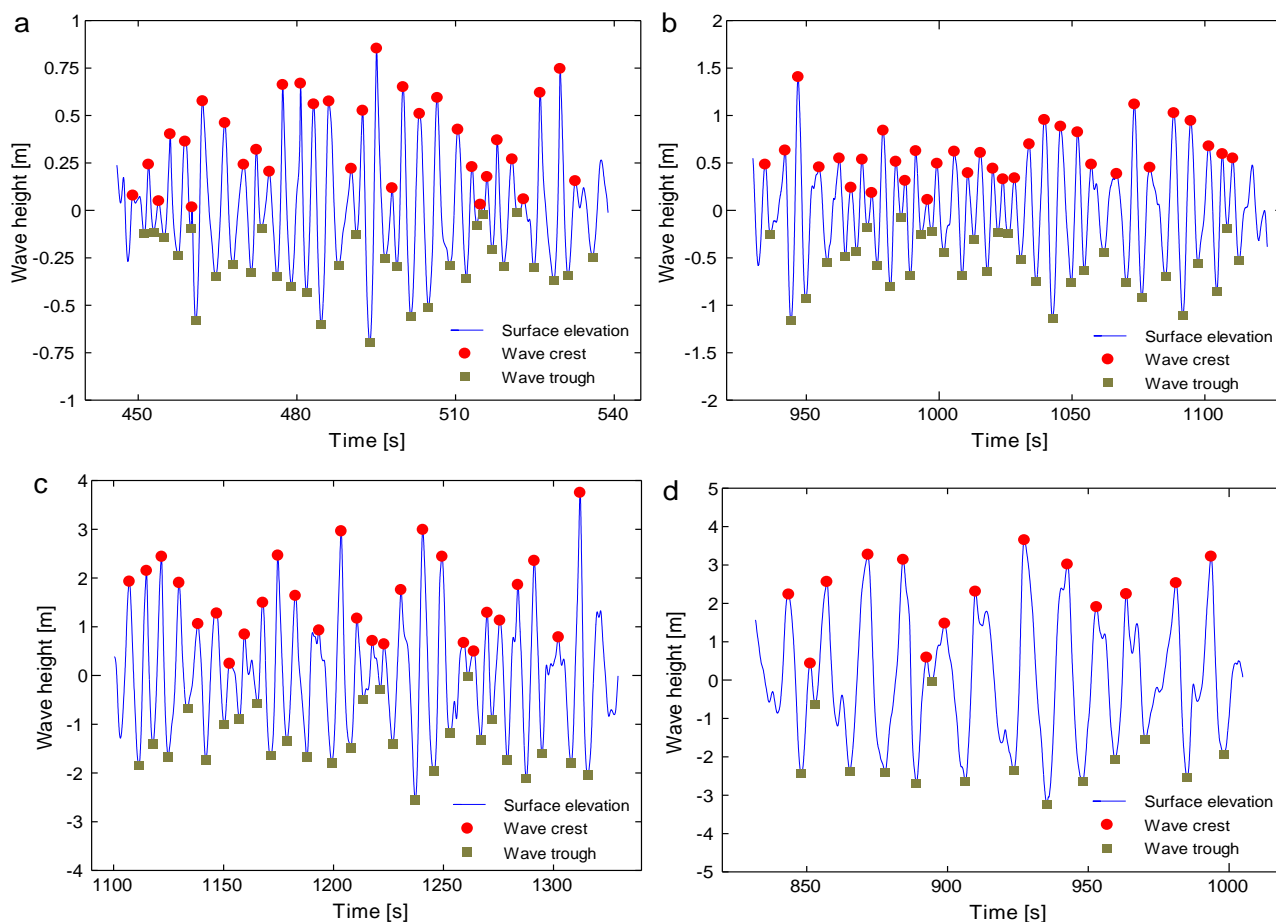 a
1
0.75
0.5
0.25
0
-0.25
-0.5
-0.75
-1
Wave height [m]
450 480 510 540
Time [s]
Surface elevation
Wave crest
Wave trough
b
2
1.5
1
0.5
0
-0.5
-1
-1.5
-2
Wave height [m]
950 1000 1050 1100
Time [s]
Surface elevation
Wave crest
Wave trough
c
4
3
2
1
0
-1
-2
-3
-4
Wave height [m]
1100 1150 1200 1250 1300
Time [s]
Surface elevation
Wave crest
Wave trough
d
5
4
3
2
1
0
-1
-2
-3
-4
-5
Wave height [m]
850 900 950 1000
Time [s]
Surface elevation
Wave crest
Wave trough